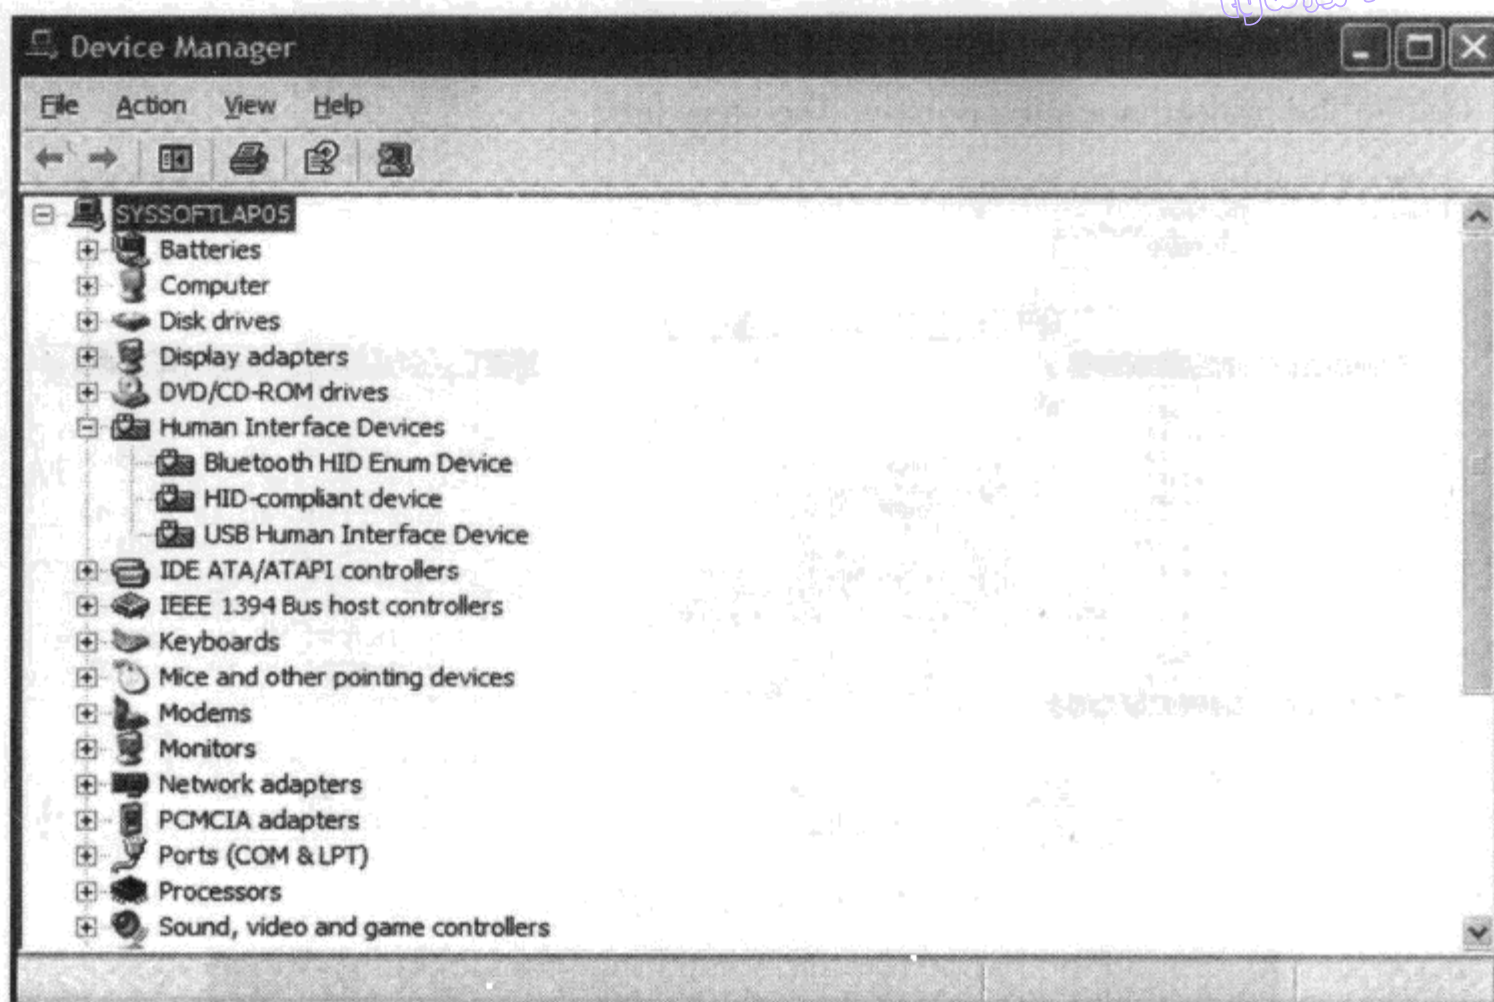 Device Manager
File Action View Help
SYSSOFTLAP05
Batteries
Computer
Disk drives
Display adapters
DVD/CD-ROM drives
Human Interface Devices
Bluetooth HID Enum Device
HID-compliant device
USB Human Interface Device
IDE ATA/ATAPI controllers
IEEE 1394 Bus host controllers
Keyboards
Mice and other pointing devices
Modems
Monitors
Network adapters
PCMCIA adapters
Ports (COM & LPT)
Processors
Sound, video and game controllers